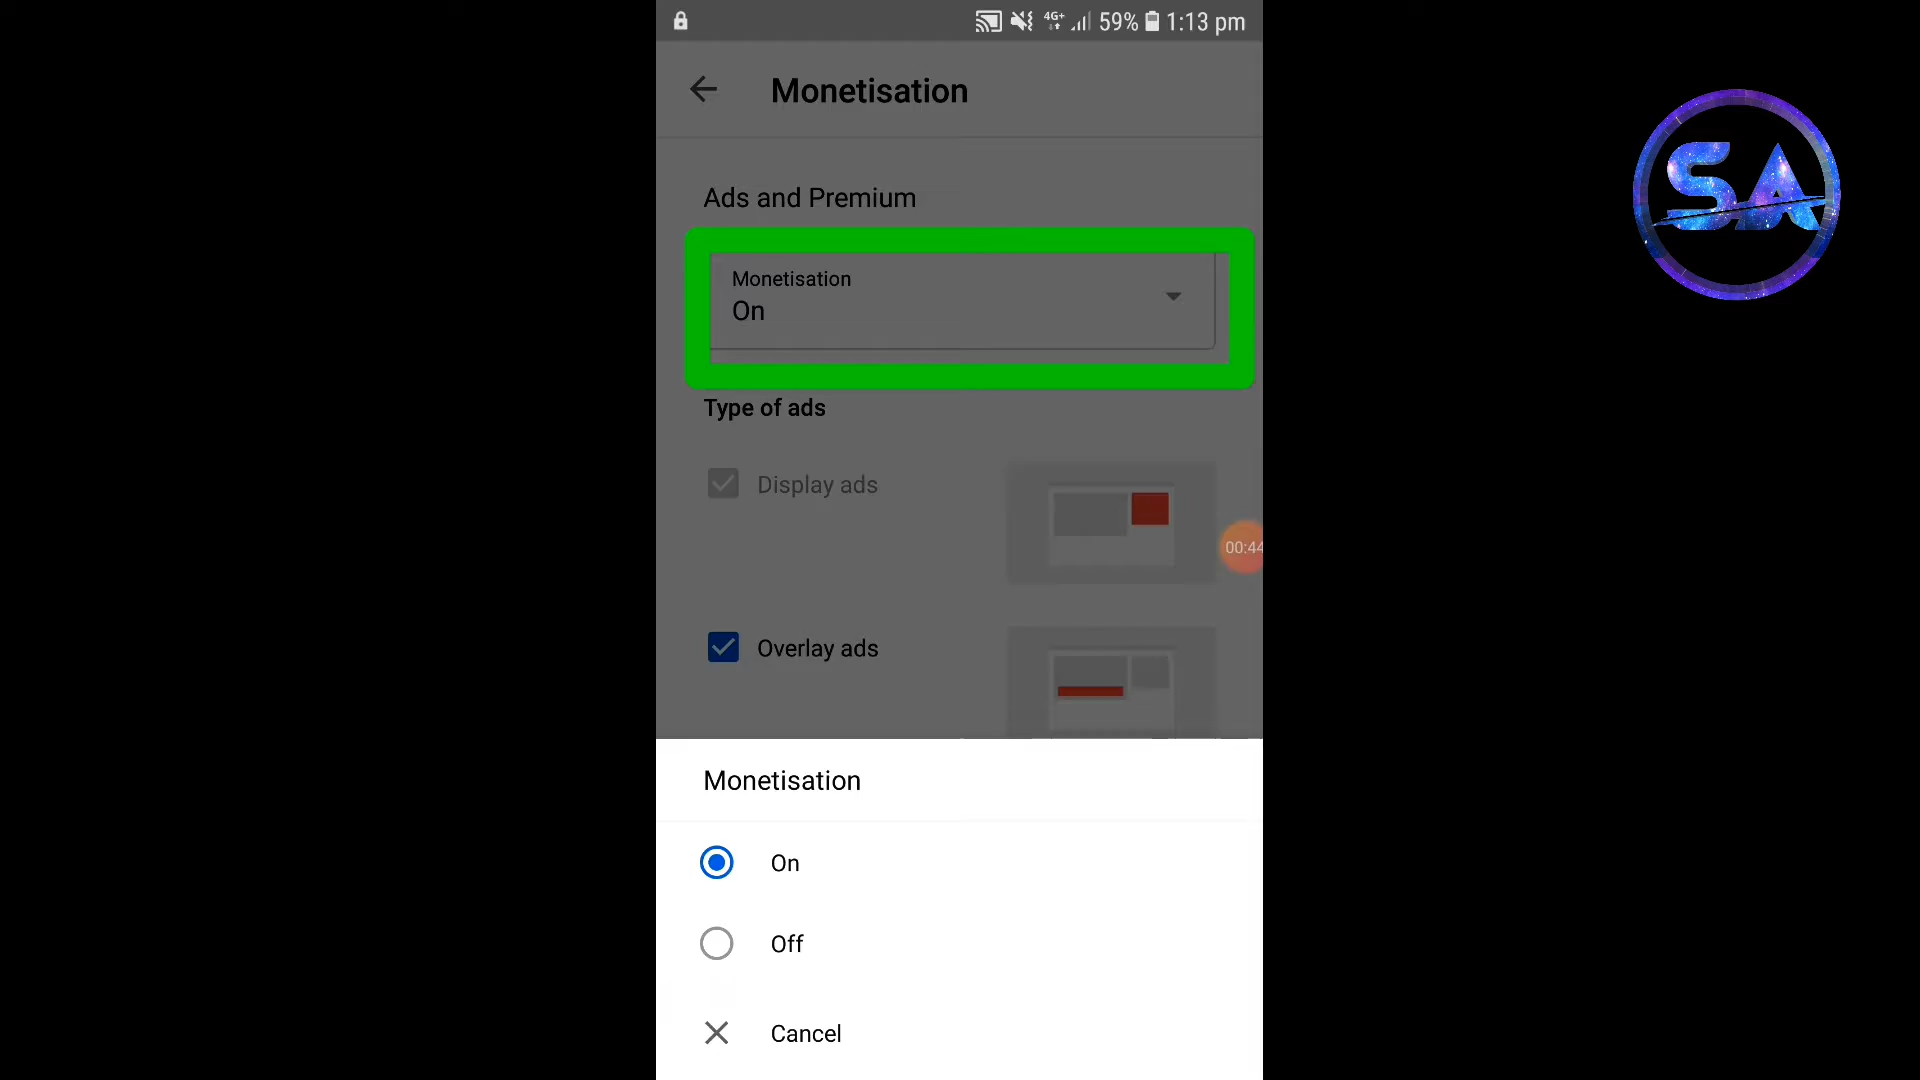 59% 1:13 pm
4G+
Monetisation
SA
Ads and Premium
Monetisation
On
Type of ads
Display ads
00:44
Overlay ads
Monetisation
On
Off
Cancel